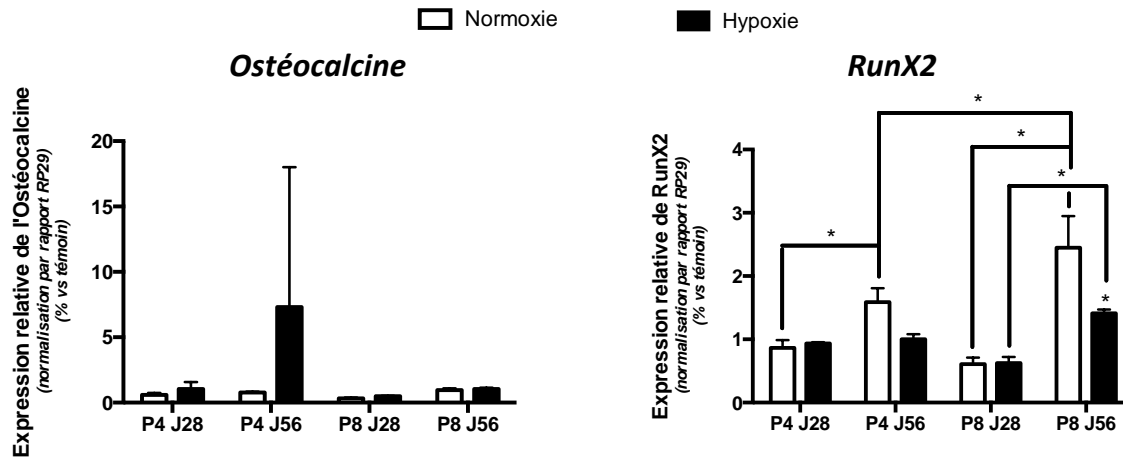 Normoxie
Hypoxie
Ostéocalcine
Expression relative de l'Ostéocalcine
(normalisation par rapport RP29)
(% vs témoin)
20
15
10
5
0
P4 J28
P4 J56
P8 J28
P8 J56
RunX2
Expression relative de RunX2
(normalisation par rapport RP29)
(% vs témoin)
4
3
2
1
0
*
*
*
*
*
P4 J28
P4 J56
P8 J28
P8 J56